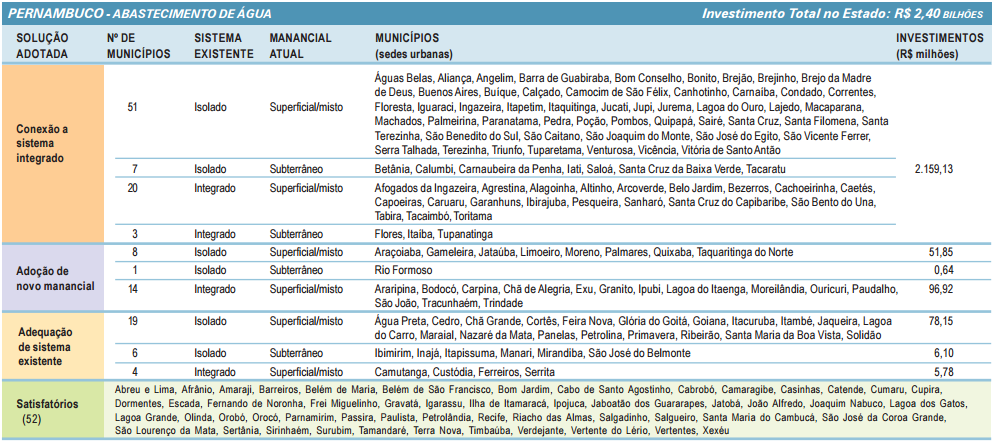 PERNAMBUCO - ABASTECIMENTO DE ÁGUA Investimento Total no Estado: R$ 2,40 BILHÕES
SOLUÇÃO ADOTADA Nº DE MUNICÍPIOS SISTEMA EXISTENTE MANANCIAL ATUAL MUNICÍPIOS (sedes urbanas) INVESTIMENTOS (R$ milhões)
Conexão a sistema integrado
51 Isolado Superficial/misto
Águas Belas, Aliança, Angelim, Barra de Guabiraba, Bom Conselho, Bonito, Brejão, Brejinho, Brejo da Madre
de Deus, Buenos Aires, Buíque, Calçado, Camocim de São Félix, Canhotinho, Carnaíba, Condado, Correntes,
Floresta, Iguaraci, Ingazeira, Itapetim, Itaquitinga, Jucati, Jupi, Jurema, Lagoa do Ouro, Lajedo, Macaparana,
Machados, Palmeirina, Paranatama, Pedra, Poção, Pombos, Quipapá, Sairé, Santa Cruz, Santa Filomena, Santa
Terezinha, São Benedito do Sul, São Caitano, São Joaquim do Monte, São José do Egito, São Vicente Ferrer,
Serra Talhada, Terezinha, Triunfo, Tuparetama, Venturosa, Vicência, Vitória de Santo Antão
7 Isolado Subterrâneo Betânia, Calumbi, Carnaubeira da Penha, Iati, Saloá, Santa Cruz da Baixa Verde, Tacaratu 2.159,13
20 Integrado Superficial/misto Afogados da Ingazeira, Agrestina, Alagoinha, Altinho, Arcoverde, Belo Jardim, Bezerros, Cachoeirinha, Caetés,
Capoeiras, Caruaru, Garanhuns, Ibirajuba, Pesqueira, Sanharó, Santa Cruz do Capibaribe, São Bento do Una,
Tabira, Tacaimbó, Toritama
3 Integrado Subterrâneo Flores, Itaíba, Tupanatinga
Adoção de novo manancial
8 Isolado Superficial/misto Araçoiaba, Gameleira, Jataúba, Limoeiro, Moreno, Palmares, Quixaba, Taquaritinga do Norte 51,85
1 Isolado Subterrâneo Rio Formoso 0,64
14 Integrado Superficial/misto Araripina, Bodocó, Carpina, Chã de Alegria, Exu, Granito, Ipubi, Lagoa do Itaenga, Moreilândia, Ouricuri, Paudalho, 96,92
São João, Tracunhaém, Trindade
Adequação de sistema existente
19 Isolado Superficial/misto Água Preta, Cedro, Chã Grande, Cortês, Feira Nova, Glória do Goitá, Goiana, Itacuruba, Itambé, Jaqueira, Lagoa 78,15
do Carro, Maraial, Nazaré da Mata, Panelas, Petrolina, Primavera, Ribeirão, Santa Maria da Boa Vista, Solidão
6 Isolado Subterrâneo Ibimirim, Inajá, Itapissuma, Manari, Mirandiba, São José do Belmonte 6,10
4 Integrado Superficial/misto Camutanga, Custódia, Ferreiros, Serrita 5,78
Satisfatórios (52)
Abreu e Lima, Afrânio, Amaraji, Barreiros, Belém de Maria, Belém de São Francisco, Bom Jardim, Cabo de Santo Agostinho, Cabrobó, Camaragibe, Casinhas, Catende, Cumaru, Cupira,
Dormentes, Escada, Fernando de Noronha, Frei Miguelinho, Gravatá, Igarassu, Ilha de Itamaracá, Ipojuca, Jaboatão dos Guararapes, Jatobá, João Alfredo, Joaquim Nabuco, Lagoa dos Gatos,
Lagoa Grande, Olinda, Orobó, Orocó, Parnamirim, Passira, Paulista, Petrolândia, Recife, Riacho das Almas, Salgadinho, Salgueiro, Santa Maria do Cambucá, São José da Coroa Grande,
São Lourenço da Mata, Sertânia, Sirinhaém, Surubim, Tamandaré, Terra Nova, Timbaúba, Verdejante, Vertente do Lério, Vertentes, Xexéu